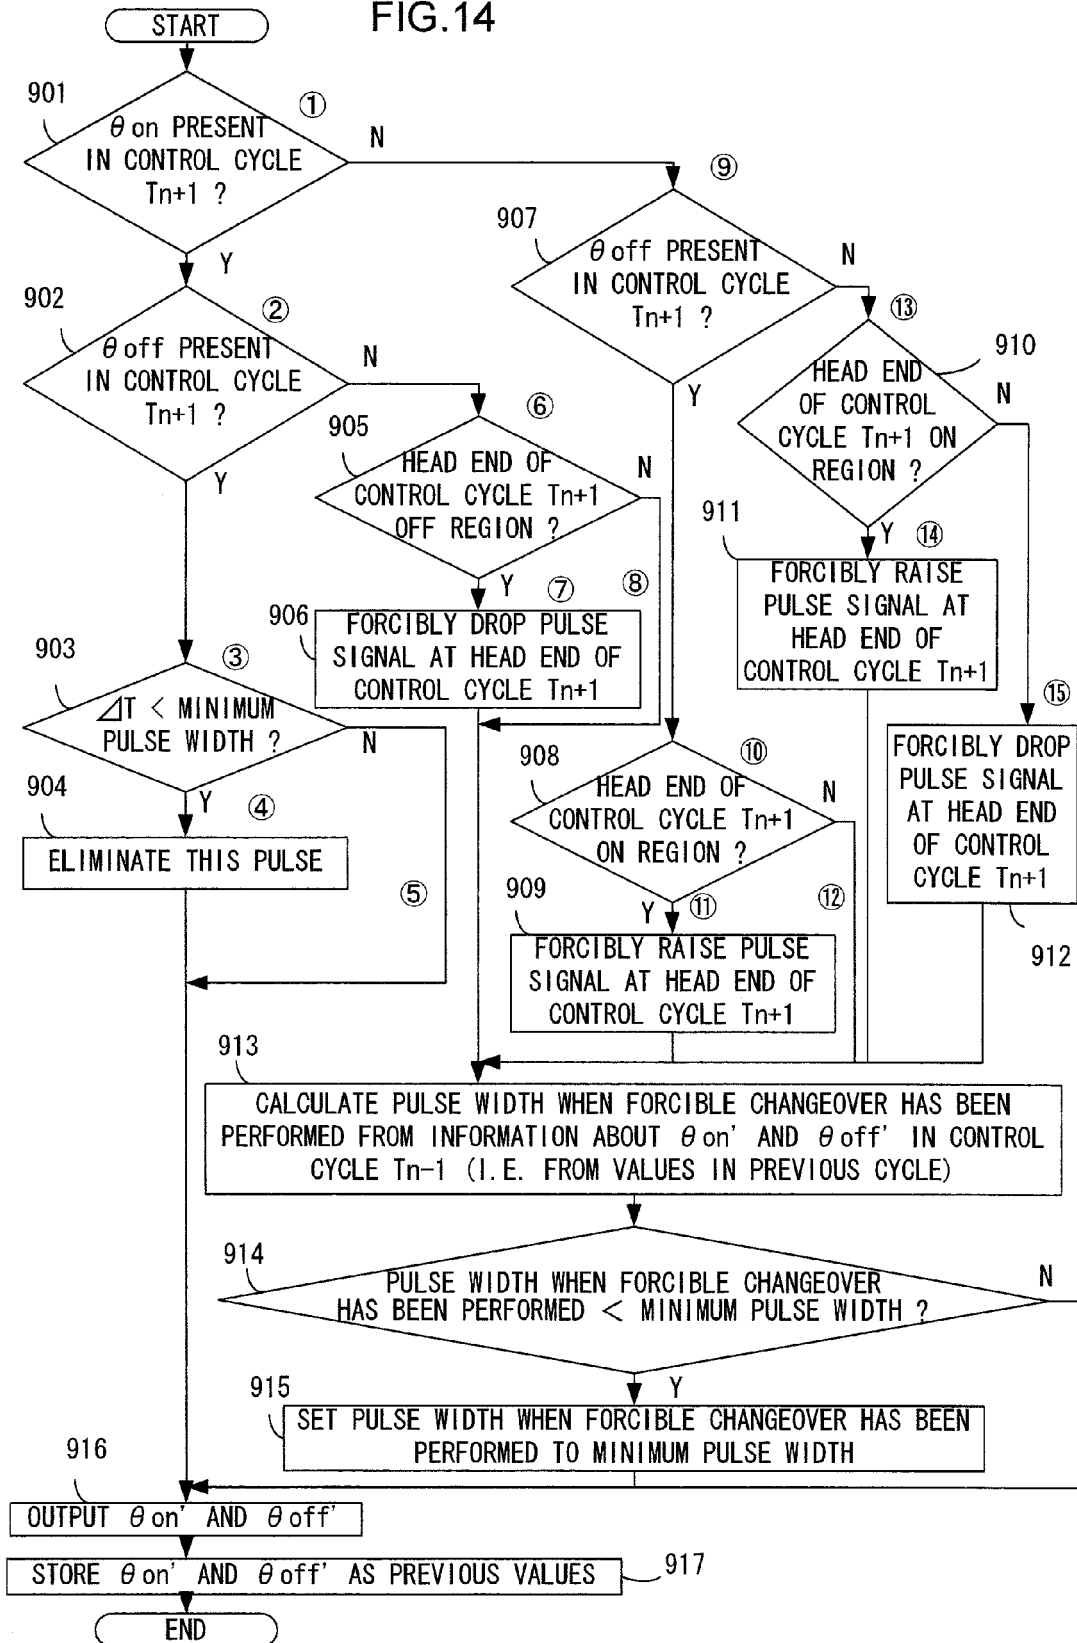 FIG.14
START
901
①
θon PRESENT
IN CONTROL CYCLE
Tn+1 ?
N
Y
902
②
θoff PRESENT
IN CONTROL CYCLE
Tn+1 ?
N
Y
903
③
⊿T < MINIMUM
PULSE WIDTH ?
N
Y
904
④
ELIMINATE THIS PULSE
⑤
905
⑥
HEAD END OF
CONTROL CYCLE Tn+1
OFF REGION ?
N
Y
⑦
⑧
906
FORCIBLY DROP PULSE
SIGNAL AT HEAD END OF
CONTROL CYCLE Tn+1
907
⑨
θoff PRESENT
IN CONTROL CYCLE
Tn+1 ?
N
Y
908
⑩
HEAD END OF
CONTROL CYCLE Tn+1
ON REGION ?
N
Y
⑪
⑫
909
FORCIBLY RAISE PULSE
SIGNAL AT HEAD END OF
CONTROL CYCLE Tn+1
⑬
910
HEAD END
OF CONTROL
CYCLE Tn+1 ON
REGION ?
N
Y
⑭
911
FORCIBLY RAISE
PULSE SIGNAL AT
HEAD END OF
CONTROL CYCLE Tn+1
⑮
FORCIBLY DROP
PULSE SIGNAL
AT HEAD END
OF CONTROL
CYCLE Tn+1
912
913
CALCULATE PULSE WIDTH WHEN FORCIBLE CHANGEOVER HAS BEEN
PERFORMED FROM INFORMATION ABOUT θon' AND θoff' IN CONTROL
CYCLE Tn-1 (I.E. FROM VALUES IN PREVIOUS CYCLE)
914
PULSE WIDTH WHEN FORCIBLE CHANGEOVER
HAS BEEN PERFORMED < MINIMUM PULSE WIDTH ?
N
Y
915
SET PULSE WIDTH WHEN FORCIBLE CHANGEOVER HAS BEEN
PERFORMED TO MINIMUM PULSE WIDTH
916
OUTPUT θon' AND θoff'
STORE θon' AND θoff' AS PREVIOUS VALUES
917
END